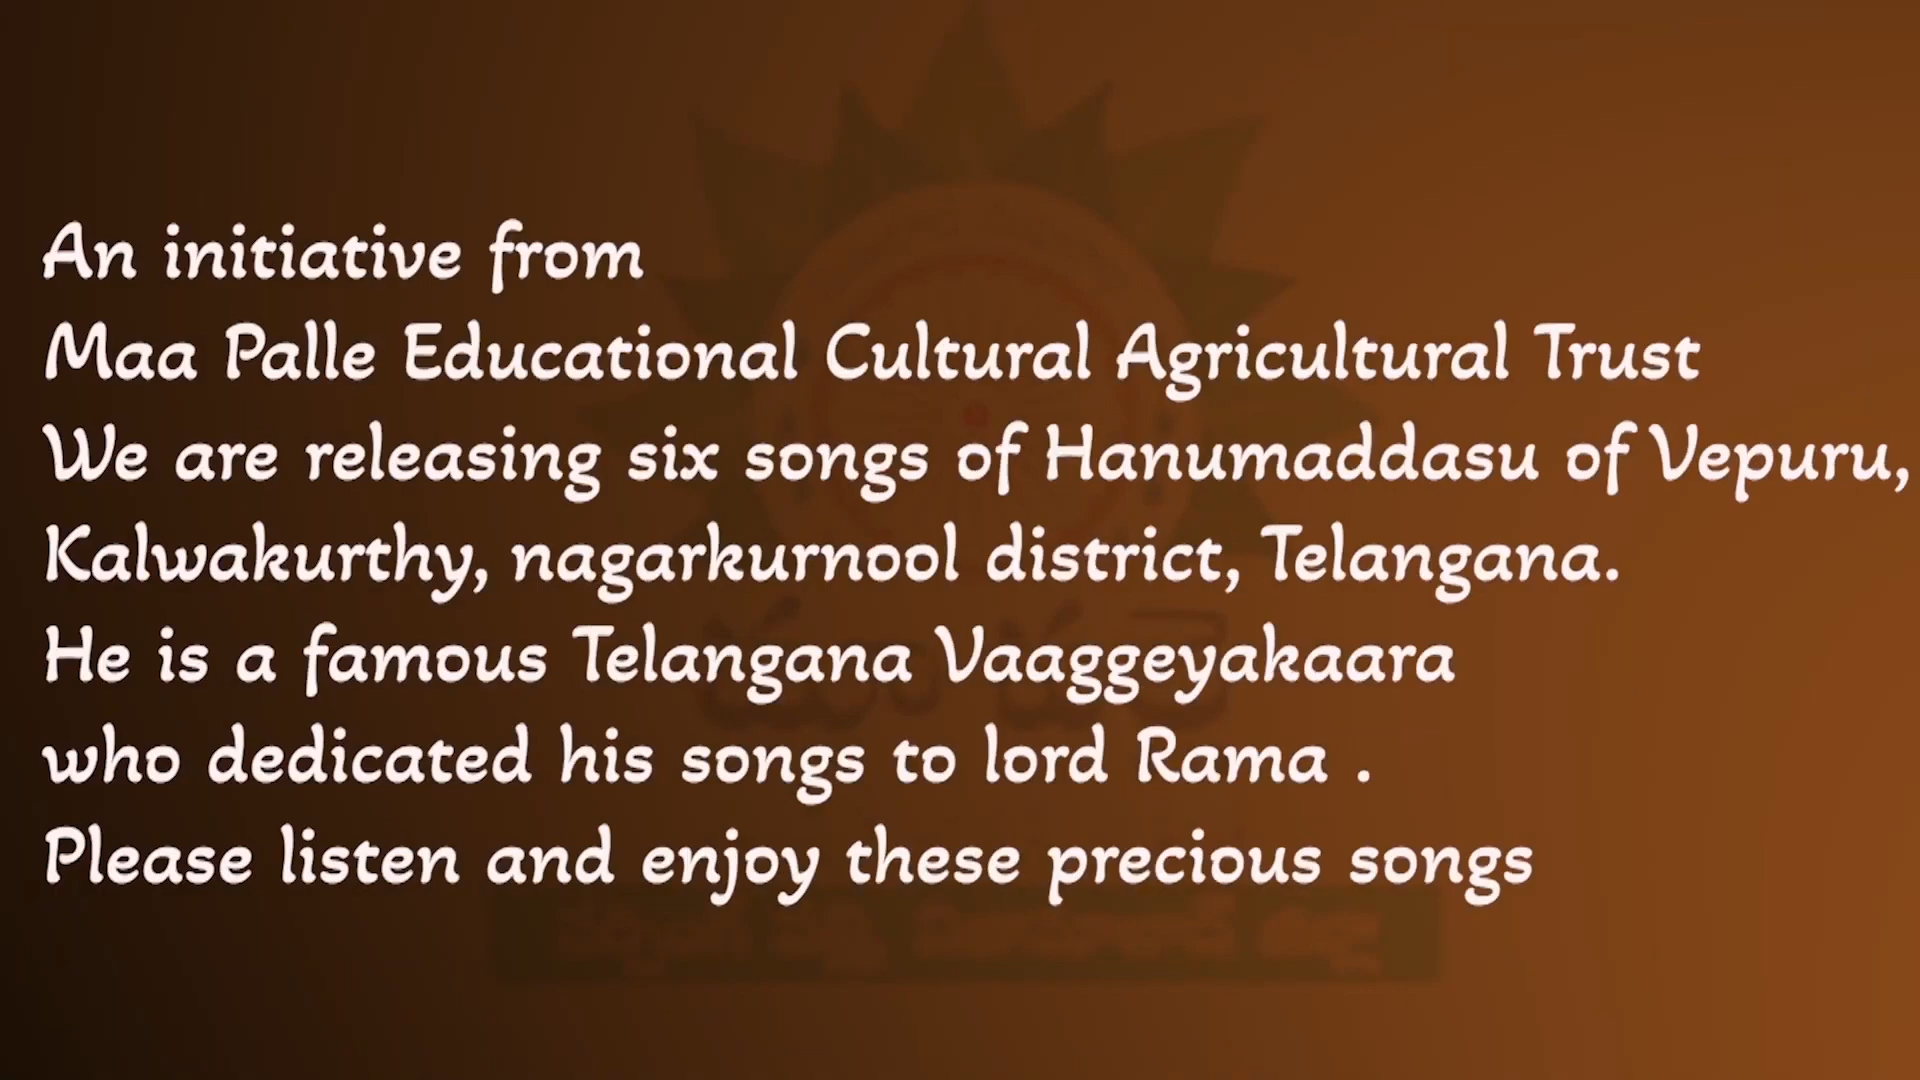 An initiative from
Maa Palle Educational Cultural Agricultural Trust
We are releasing six songs of Hanumaddasu of Vepuru,
Kalwakurthy, nagarkurnool district, Telangana.
He is a famous Telangana Vaaggeyakaara
who dedicated his songs to lord Rama .
Please listen and enjoy these precious songs